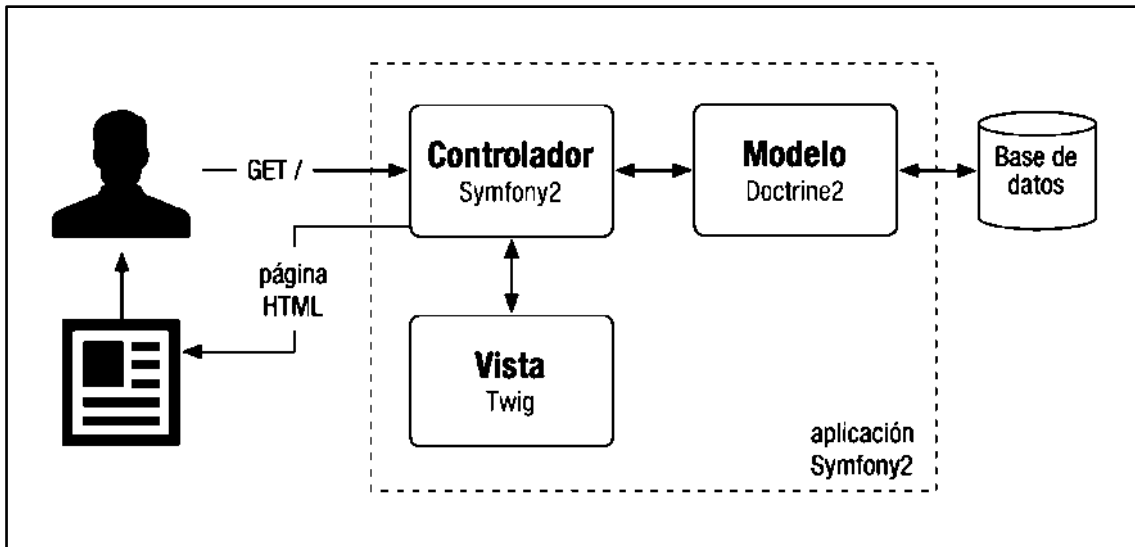 GET /
Controlador
Symfony2
Modelo
Doctrine2
Base de
datos
página
HTML
Vista
Twig
aplicación
Symfony2